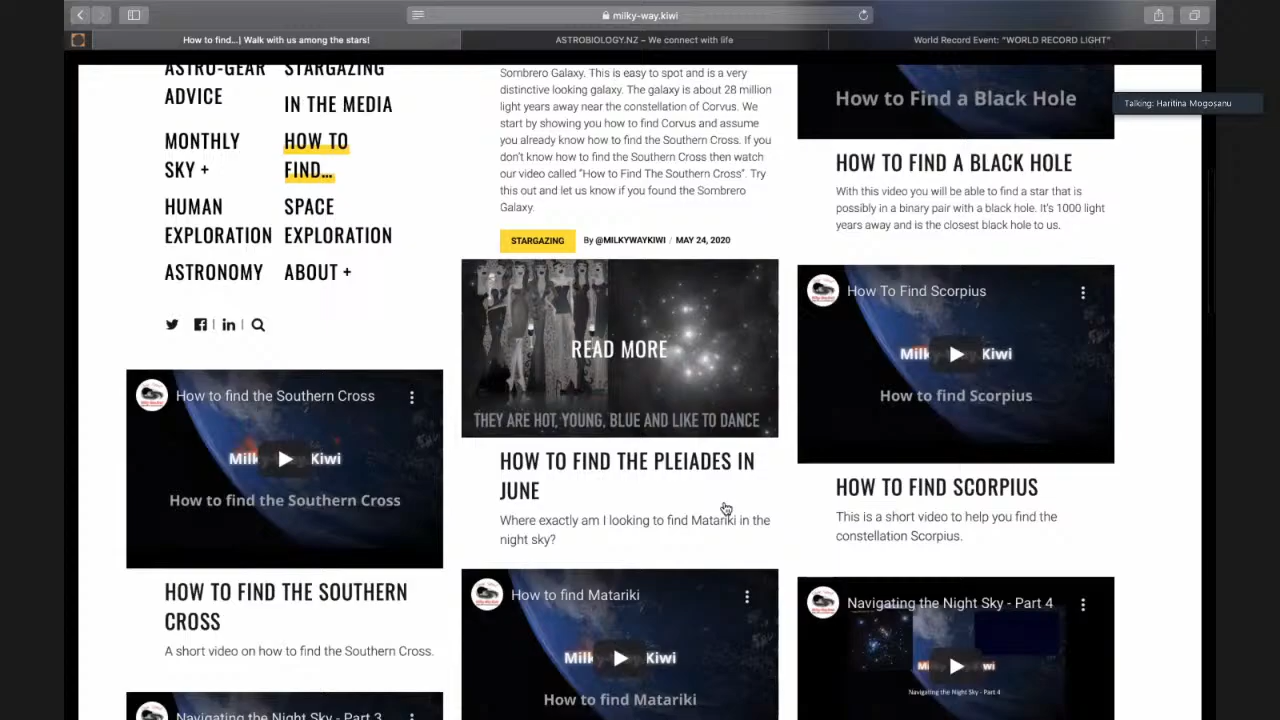 milky-way.kiwi
How to find...| Walk with us among the stars!
ASTROBIOLOGY.NZ – We connect with life
World Record Event: "WORLD RECORD LIGHT"
Talking: Haritina Mogoșanu
ASTRO-GEAR
ADVICE
MONTHLY
SKY +
HUMAN
EXPLORATION
ASTRONOMY
STARGAZING
IN THE MEDIA
HOW TO
FIND...
SPACE
EXPLORATION
ABOUT +
How to find the Southern Cross
Milk Kiwi
How to find the Southern Cross
HOW TO FIND THE SOUTHERN
CROSS
A short video on how to find the Southern Cross.
Navigating the Night Sky - Part 3
Sombrero Galaxy. This is easy to spot and is a very
distinctive looking galaxy. The galaxy is about 28 million
light years away near the constellation of Corvus. We
start by showing you how to find Corvus and assume
you already know how to find the Southern Cross. If you
don't know how to find the Southern Cross then watch
our video called "How to Find The Southern Cross". Try
this out and let us know if you found the Sombrero
Galaxy.
STARGAZING By @MILKYWAYKIWI / MAY 24, 2020
READ MORE
THEY ARE HOT, YOUNG, BLUE AND LIKE TO DANCE
HOW TO FIND THE PLEIADES IN
JUNE
Where exactly am I looking to find Matariki in the
night sky?
How to find Matariki
Milk Kiwi
How to find Matariki
How to Find a Black Hole
HOW TO FIND A BLACK HOLE
With this video you will be able to find a star that is
possibly in a binary pair with a black hole. It's 1000 light
years away and is the closest black hole to us.
How To Find Scorpius
Milk Kiwi
How to find Scorpius
HOW TO FIND SCORPIUS
This is a short video to help you find the
constellation Scorpius.
Navigating the Night Sky - Part 4
Navigating the Night Sky - Part 4